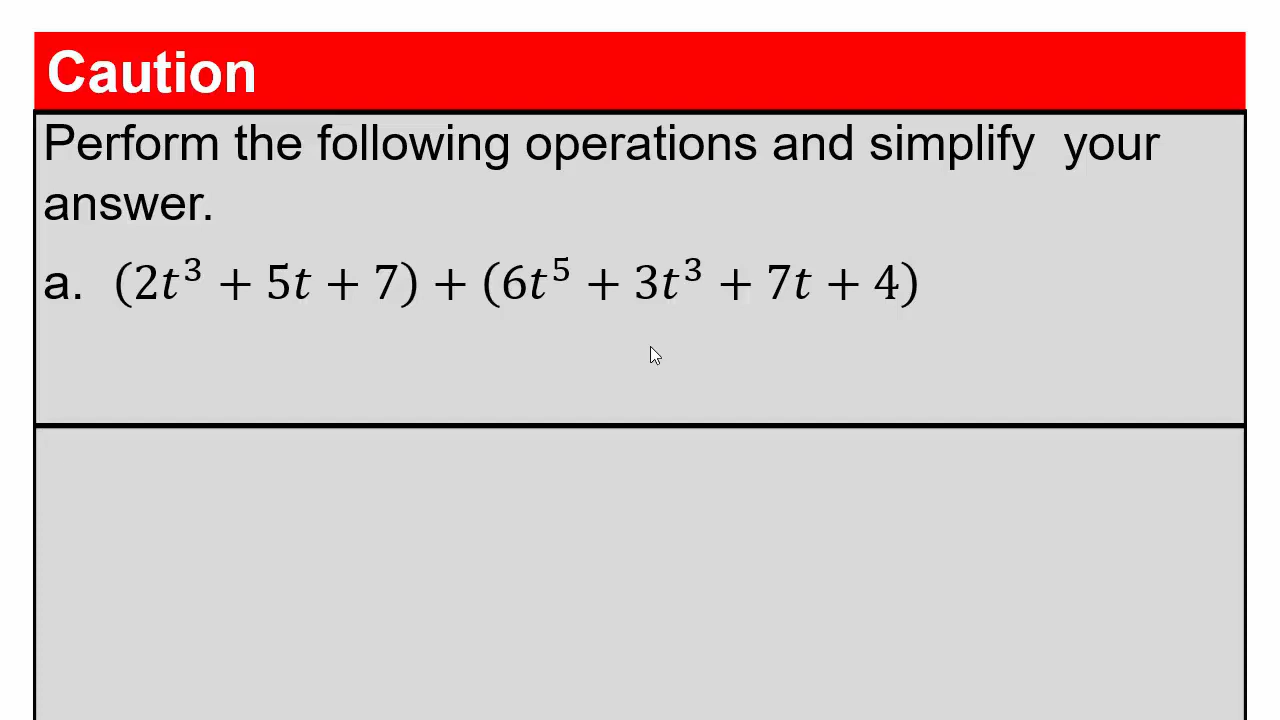 Caution
Perform the following operations and simplify  your
answer.
a. (2t³ + 5t + 7) + (6t⁵ + 3t³ + 7t + 4)